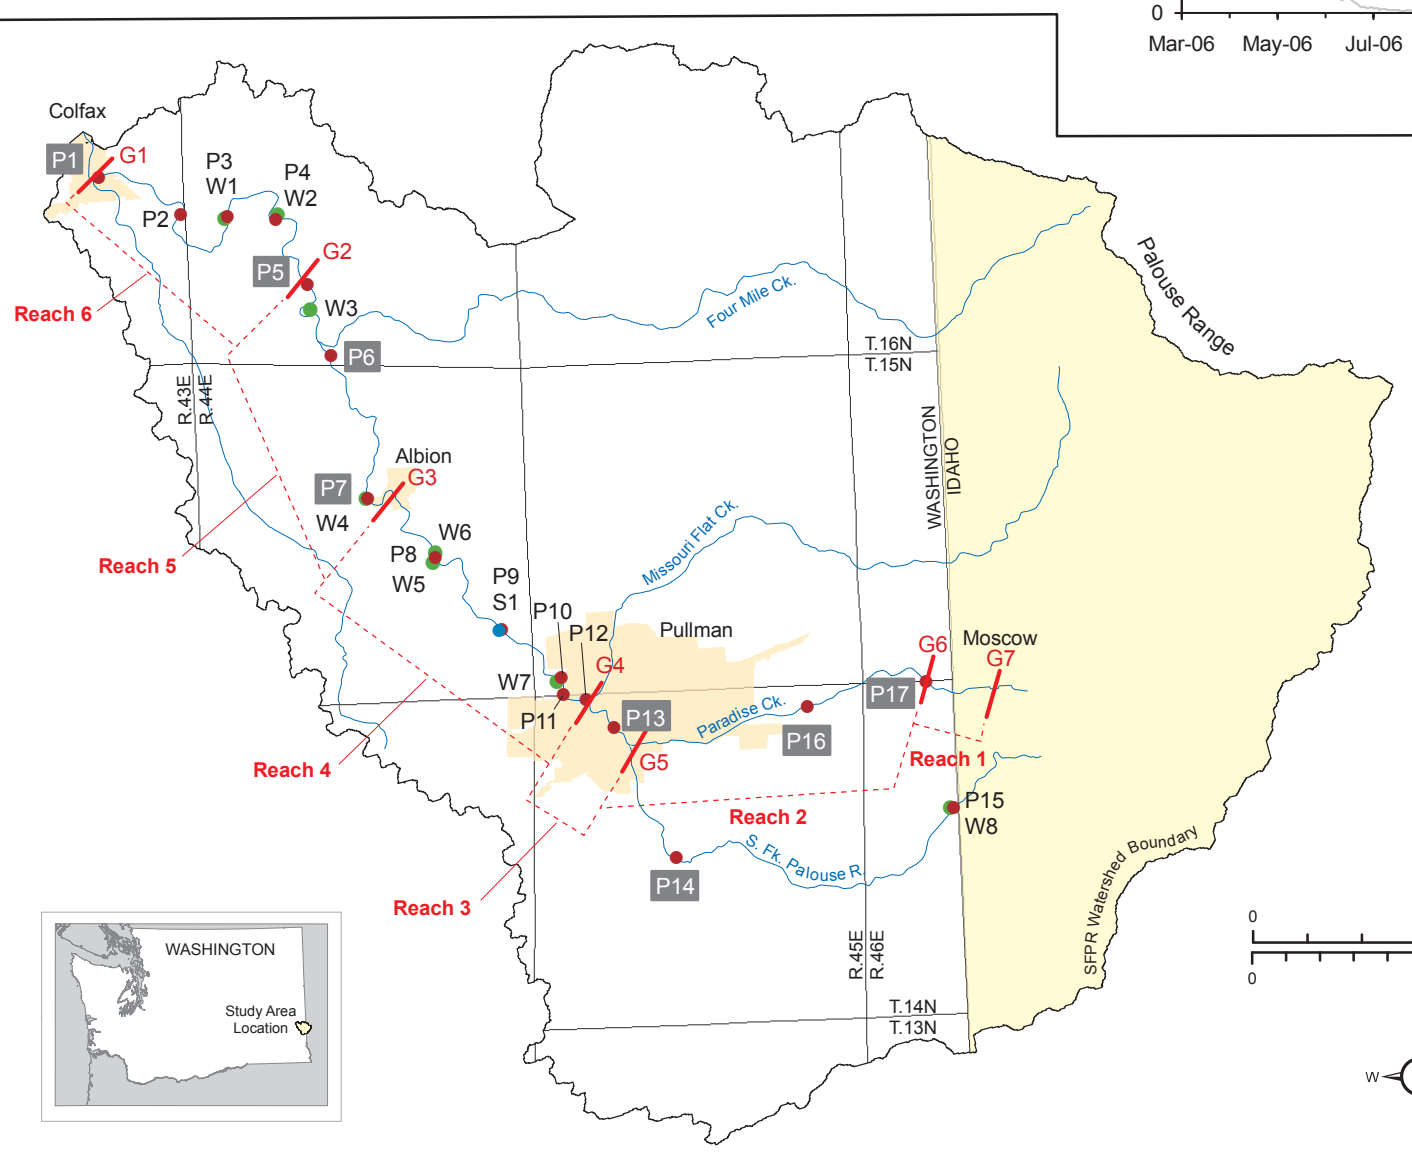 0
Mar-06
May-06
Jul-06
Colfax
P1
G1
P3
W1
P4
W2
P2
G2
P5
W3
Reach 6
P6
Four Mile Ck.
Palouse Range
T.16N
T.15N
R.43E
R.44E
WASHINGTON
IDAHO
Albion
G3
P7
W4
W6
P8
W5
Reach 5
Missouri Flat Ck.
P9
S1
P10
P12
Pullman
G4
W7
P11
P13
Paradise Ck.
P16
G5
G6
Moscow
G7
P17
Reach 1
Reach 4
Reach 2
P15
W8
S. Fk. Palouse R.
P14
Reach 3
SFPR Watershed Boundary
R.45E
R.46E
T.14N
T.13N
WASHINGTON
Study Area
Location
0
0
W